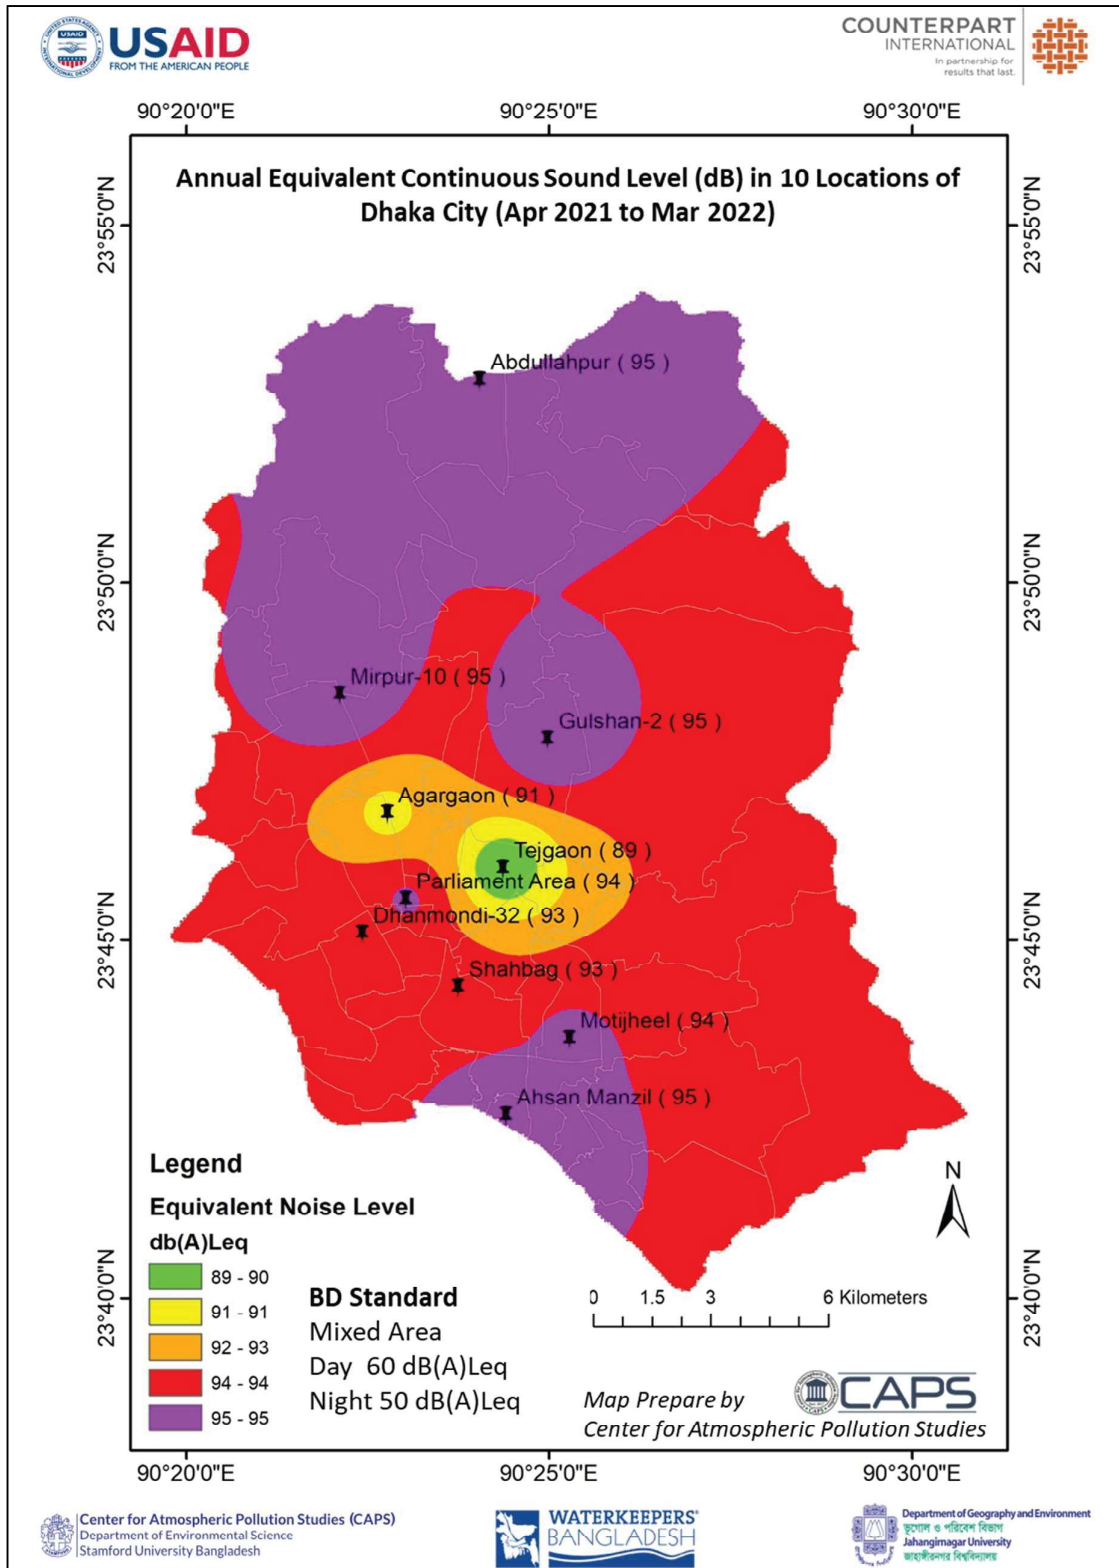 USAID
FROM THE AMERICAN PEOPLE
COUNTERPART
INTERNATIONAL
In partnership for
results that last.
90°20'0"E 90°25'0"E 90°30'0"E
Annual Equivalent Continuous Sound Level (dB) in 10 Locations of
Dhaka City (Apr 2021 to Mar 2022)
23°55'0"N 23°55'0"N
Abdullahpur ( 95 )
23°50'0"N 23°50'0"N
Mirpur-10 ( 95 )
Gulshan-2 ( 95 )
Agargaon ( 91 )
Tejgaon ( 89 )
Parliament Area ( 94 )
Dhanmondi-32 ( 93 )
23°45'0"N 23°45'0"N
Shahbag ( 93 )
Motijheel ( 94 )
Ahsan Manzil ( 95 )
Legend
Equivalent Noise Level
db(A)Leq
89 - 90
91 - 91
92 - 93
94 - 94
95 - 95
BD Standard
Mixed Area
Day 60 dB(A)Leq
Night 50 dB(A)Leq
N
23°40'0"N 23°40'0"N
0 1.5 3 6 Kilometers
Map Prepare by
CAPS
Center for Atmospheric Pollution Studies
90°20'0"E 90°25'0"E 90°30'0"E
Center for Atmospheric Pollution Studies (CAPS)
Department of Environmental Science
Stamford University Bangladesh
WATERKEEPERS®
BANGLADESH
Department of Geography and Environment
ভূগোল ও পরিবেশ বিভাগ
Jahangirnagar University
জাহাঙ্গীরনগর বিশ্ববিদ্যালয়